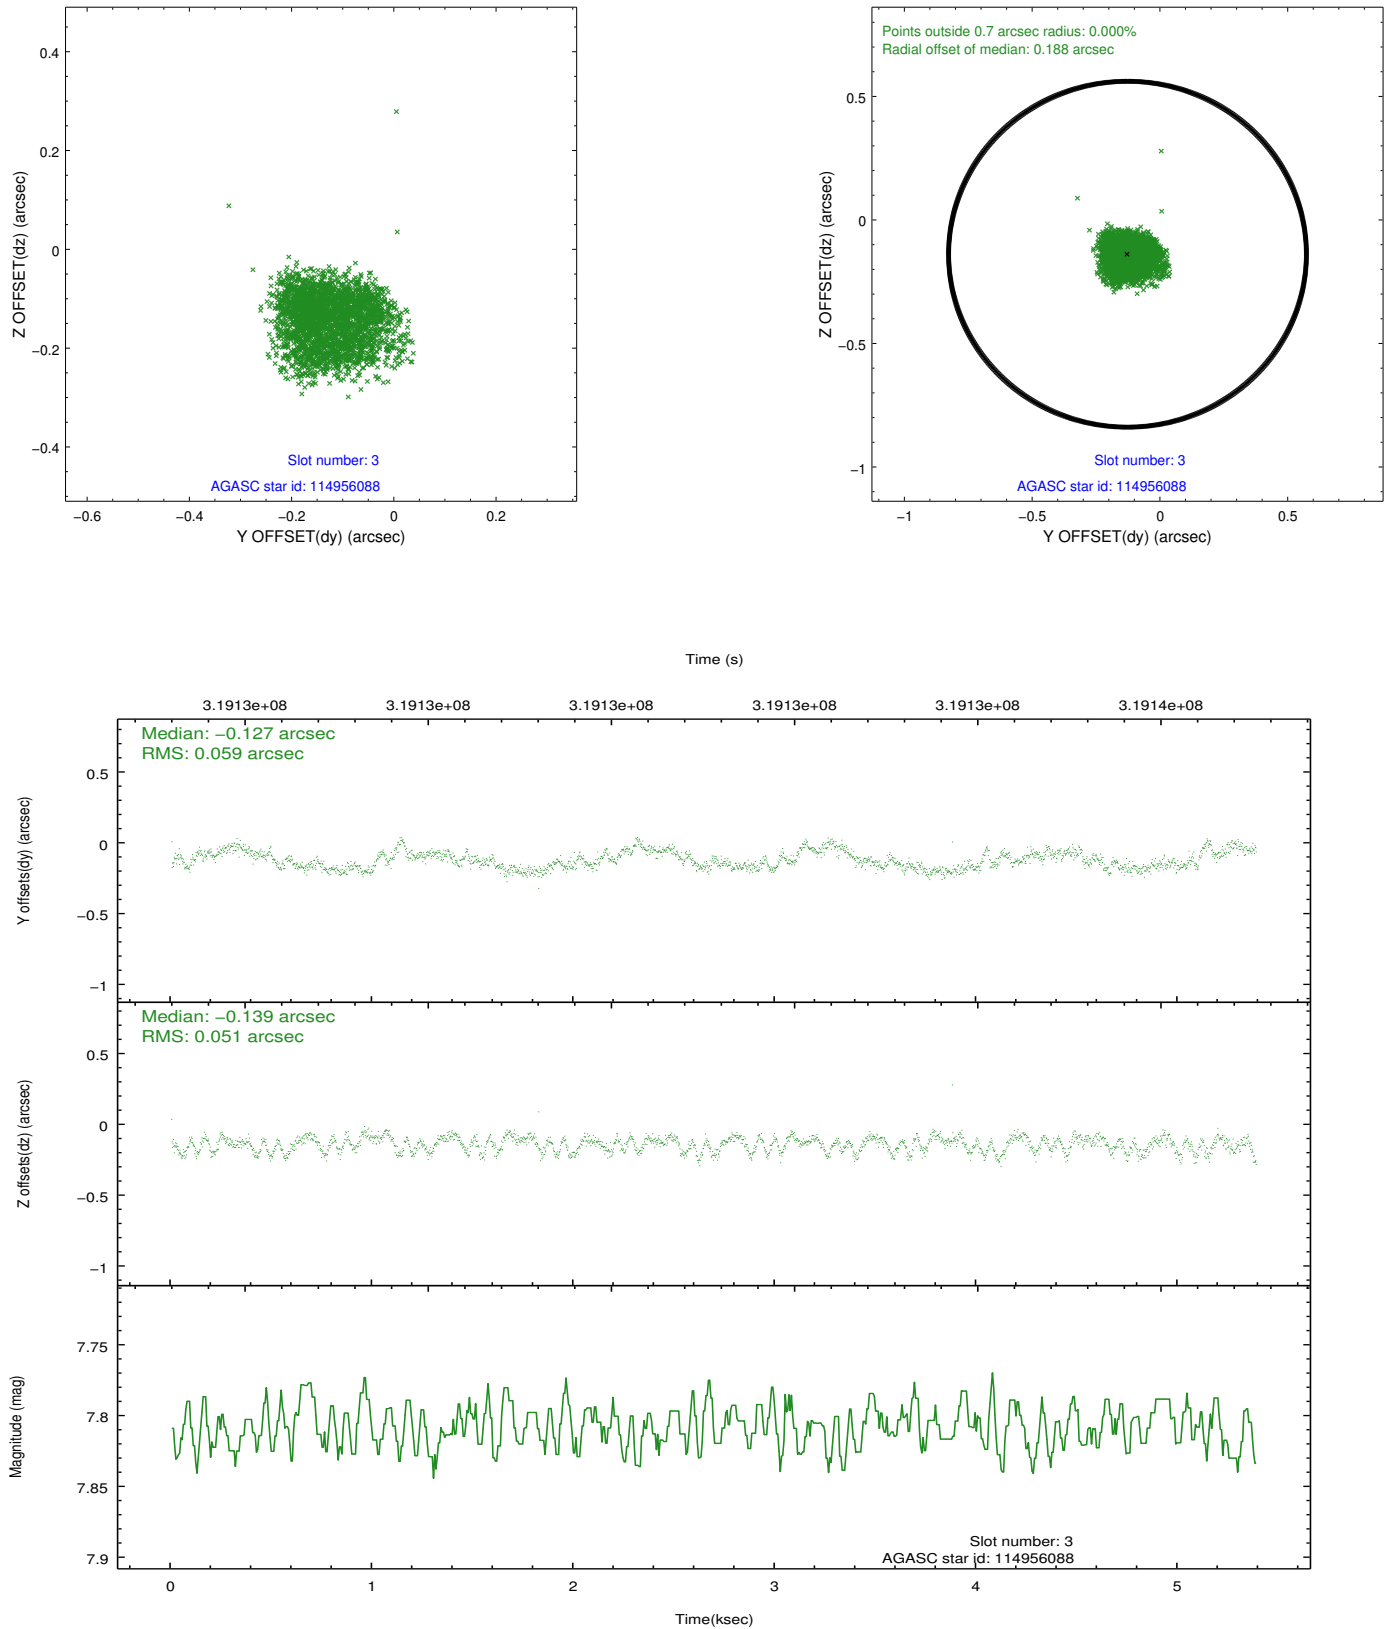 0.4
0.2
0
−0.2
−0.4
Z OFFSET(dz) (arcsec)
Slot number: 3
AGASC star id: 114956088
−0.6 −0.4 −0.2 0 0.2
Y OFFSET(dy) (arcsec)
Points outside 0.7 arcsec radius: 0.000%
Radial offset of median: 0.188 arcsec
0.5
0
−0.5
−1
Z OFFSET(dz) (arcsec)
Slot number: 3
AGASC star id: 114956088
−1 −0.5 0 0.5
Y OFFSET(dy) (arcsec)
Time (s)
3.1913e+08 3.1913e+08 3.1913e+08 3.1913e+08 3.1913e+08 3.1914e+08
Median: −0.127 arcsec
RMS: 0.059 arcsec
0.5
0
−0.5
−1
Y offsets(dy) (arcsec)
Median: −0.139 arcsec
RMS: 0.051 arcsec
0.5
0
−0.5
−1
Z offsets(dz) (arcsec)
7.75
7.8
7.85
7.9
Magnitude (mag)
Slot number: 3
AGASC star id: 114956088
0 1 2 3 4 5
Time(ksec)